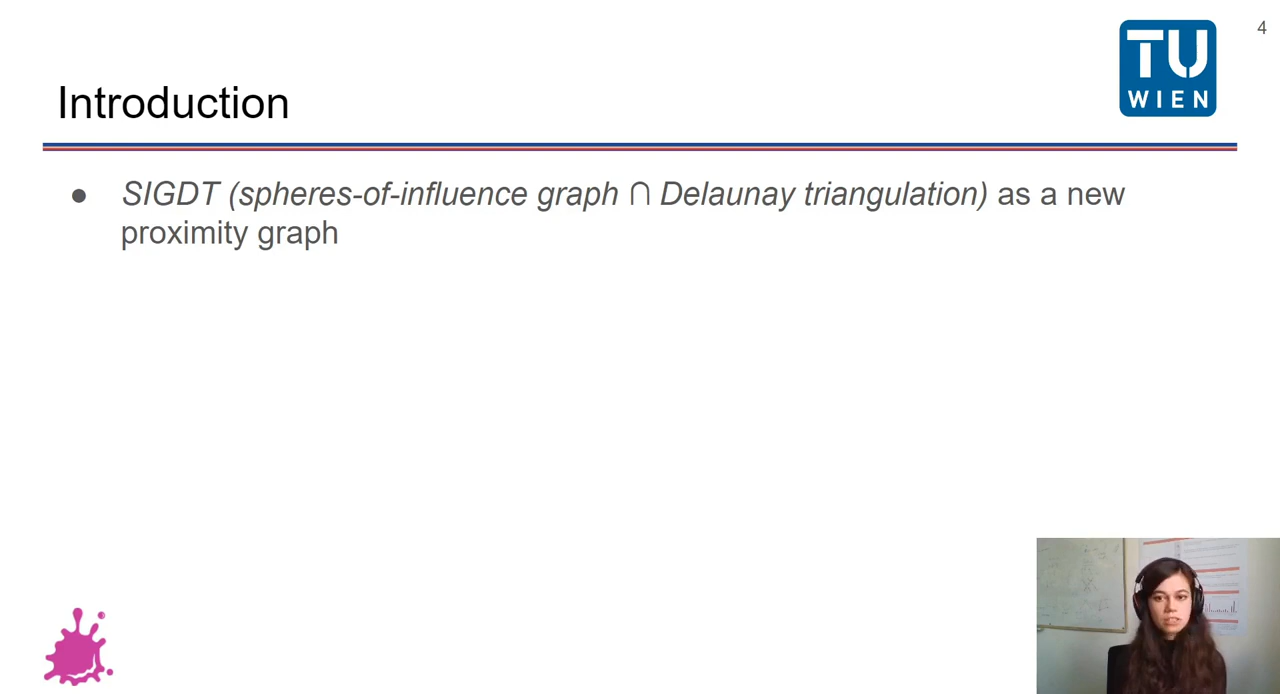 4
TU
WIEN
Introduction
● SIGDT (spheres-of-influence graph ∩ Delaunay triangulation) as a new
proximity graph